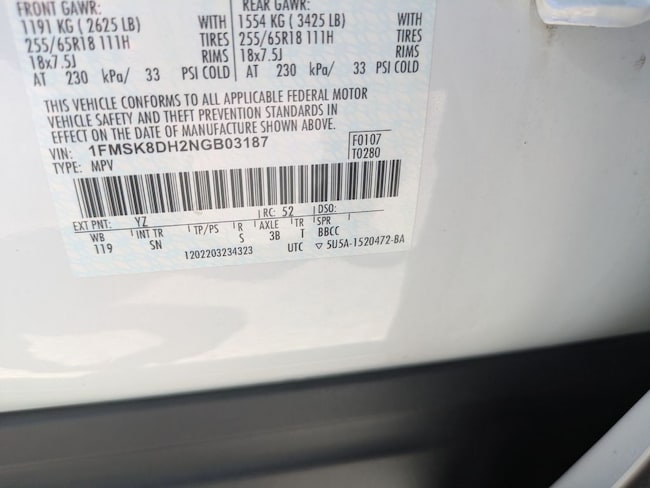 FRONT GAWR: REAR GAWR:
1191 KG ( 2625 LB) WITH 1554 KG ( 3425 LB) WITH
255/65R18 111H TIRES 255/65R18 111H TIRES
18x7.5J RIMS 18x7.5J RIMS
AT 230 kPa/ 33 PSI COLD AT 230 kPa/ 33 PSI COLD
THIS VEHICLE CONFORMS TO ALL APPLICABLE FEDERAL MOTOR
VEHICLE SAFETY AND THEFT PREVENTION STANDARDS IN
EFFECT ON THE DATE OF MANUFACTURE SHOWN ABOVE.
VIN: 1FMSK8DH2NGB03187 F0107
TYPE: MPV T0280
EXT PNT: YZ RC: 52 DSO:
WB INT TR TP/PS R AXLE TR SPR
119 SN S 3B T BBCC
1202203234323 UTC ▽ 5U5A-1520472-BA